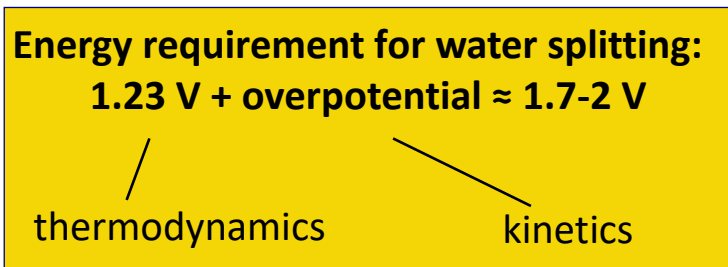 Energy requirement for water splitting:
1.23 V + overpotential ≈ 1.7-2 V
thermodynamics kinetics